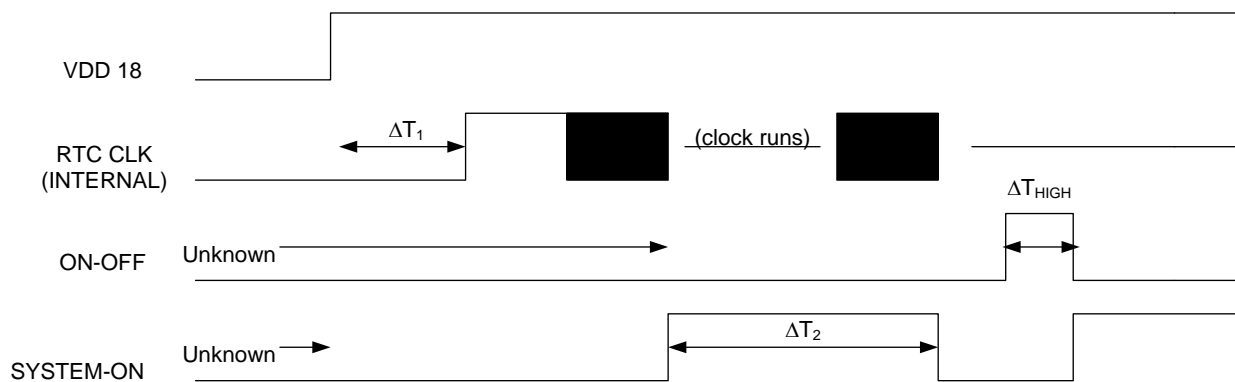 VDD 18
ΔT1
RTC CLK
(INTERNAL)
(clock runs)
ΔTHIGH
Unknown
ON-OFF
ΔT2
Unknown
SYSTEM-ON